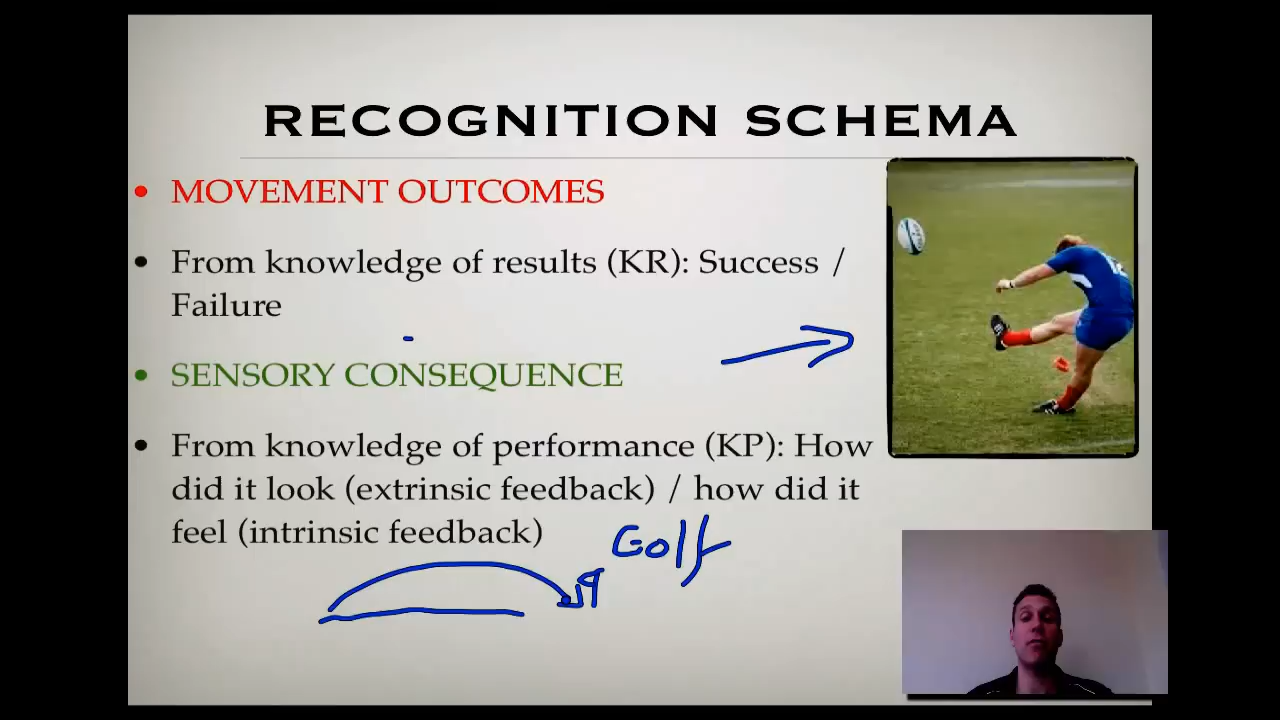 RECOGNITION SCHEMA
• MOVEMENT OUTCOMES
• From knowledge of results (KR): Success /
Failure
• SENSORY CONSEQUENCE
• From knowledge of performance (KP): How
did it look (extrinsic feedback) / how did it
feel (intrinsic feedback)
Golf